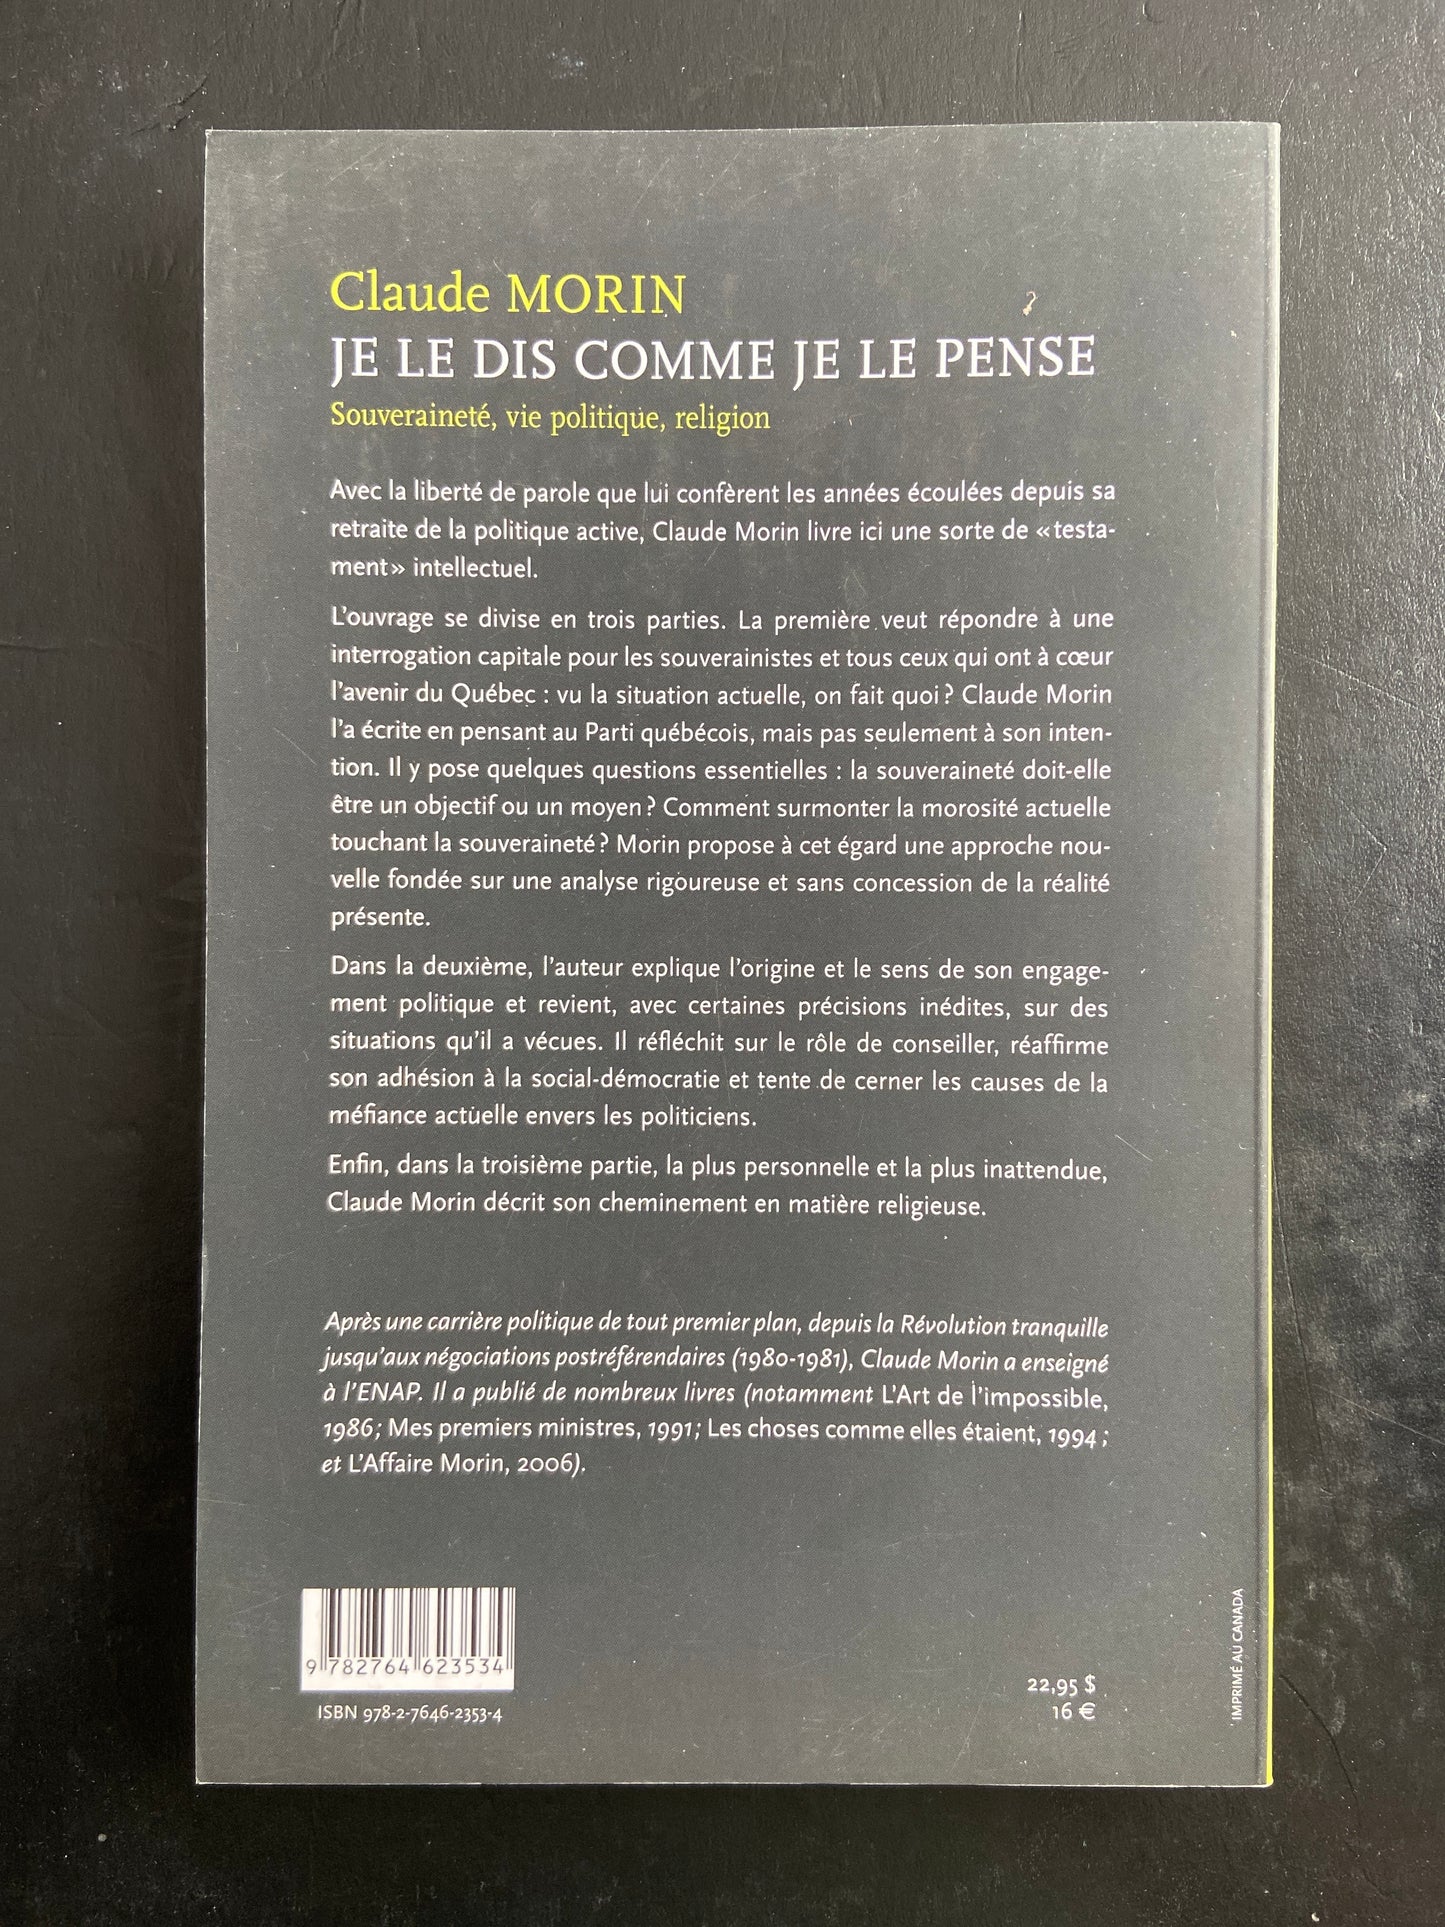 Claude MORIN
JE LE DIS COMME JE LE PENSE
Souveraineté, vie politique, religion
Avec la liberté de parole que lui confèrent les années écoulées depuis sa
retraite de la politique active, Claude Morin livre ici une sorte de « testa-
ment » intellectuel.
L'ouvrage se divise en trois parties. La première veut répondre à une
interrogation capitale pour les souverainistes et tous ceux qui ont à cœur
l'avenir du Québec : vu la situation actuelle, on fait quoi ? Claude Morin
l'a écrite en pensant au Parti québécois, mais pas seulement à son inten-
tion. Il y pose quelques questions essentielles : la souveraineté doit-elle
être un objectif ou un moyen ? Comment surmonter la morosité actuelle
touchant la souveraineté ? Morin propose à cet égard une approche nou-
velle fondée sur une analyse rigoureuse et sans concession de la réalité
présente.
Dans la deuxième, l'auteur explique l'origine et le sens de son engage-
ment politique et revient, avec certaines précisions inédites, sur des
situations qu'il a vécues. Il réfléchit sur le rôle de conseiller, réaffirme
son adhésion à la social-démocratie et tente de cerner les causes de la
méfiance actuelle envers les politiciens.
Enfin, dans la troisième partie, la plus personnelle et la plus inattendue,
Claude Morin décrit son cheminement en matière religieuse.
Après une carrière politique de tout premier plan, depuis la Révolution tranquille
jusqu'aux négociations postréférendaires (1980-1981), Claude Morin a enseigné
à l'ENAP. Il a publié de nombreux livres (notamment L'Art de l'impossible,
1986 ; Mes premiers ministres, 1991 ; Les choses comme elles étaient, 1994 ;
et L'Affaire Morin, 2006).
9 782764 623534
ISBN 978-2-7646-2353-4
22,95 $
16 €
IMPRIMÉ AU CANADA